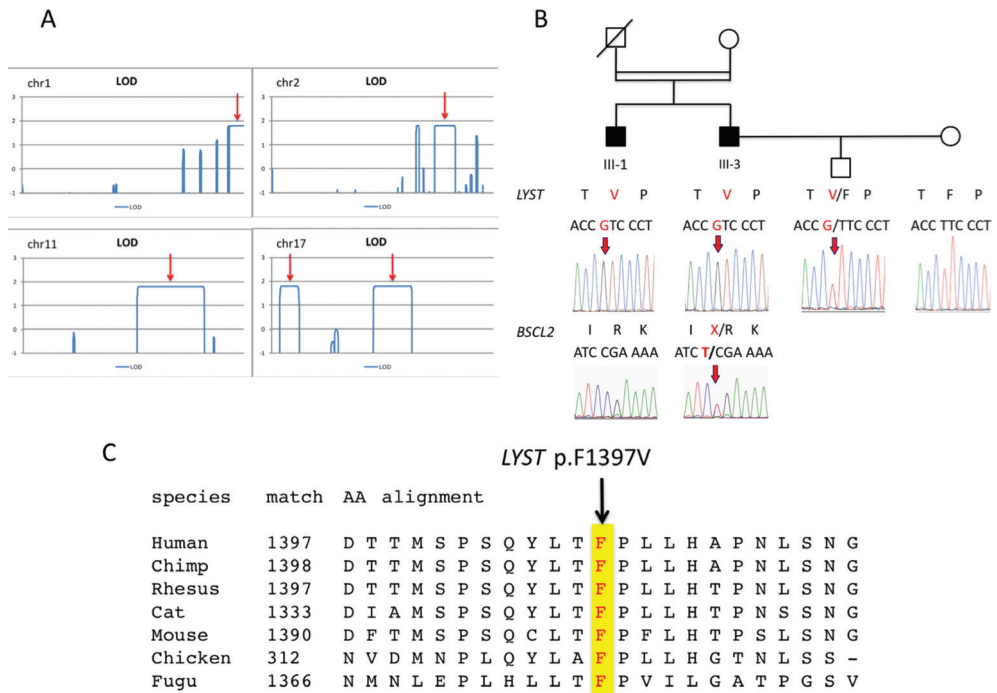 A
chr1 LOD
3
2
1
0
-1
LOD
chr2 LOD
3
2
1
0
-1
LOD
chr11 LOD
3
2
1
0
-1
LOD
chr17 LOD
3
2
1
0
-1
LOD
B
III-1 III-3
LYST T V P T V P T V/F P T F P
ACC GTC CCT ACC GTC CCT ACC G/TTC CCT ACC TTC CCT
BSCL2 I R K I X/R K
ATC CGA AAA ATC T/CGA AAA
C
LYST p.F1397V
species match AA alignment
Human 1397 D T T M S P S Q Y L T F P L L H A P N L S N G
Chimp 1398 D T T M S P S Q Y L T F P L L H A P N L S N G
Rhesus 1397 D T T M S P S Q Y L T F P L L H T P N L S N G
Cat 1333 D I A M S P S Q Y L T F P L L H T P N S S N G
Mouse 1390 D F T M S P S Q C L T F P F L H T P S L S N G
Chicken 312 N V D M N P L Q Y L A F P L L H G T N L S S –
Fugu 1366 N M N L E P L H L L T F P V I L G A T P G S V